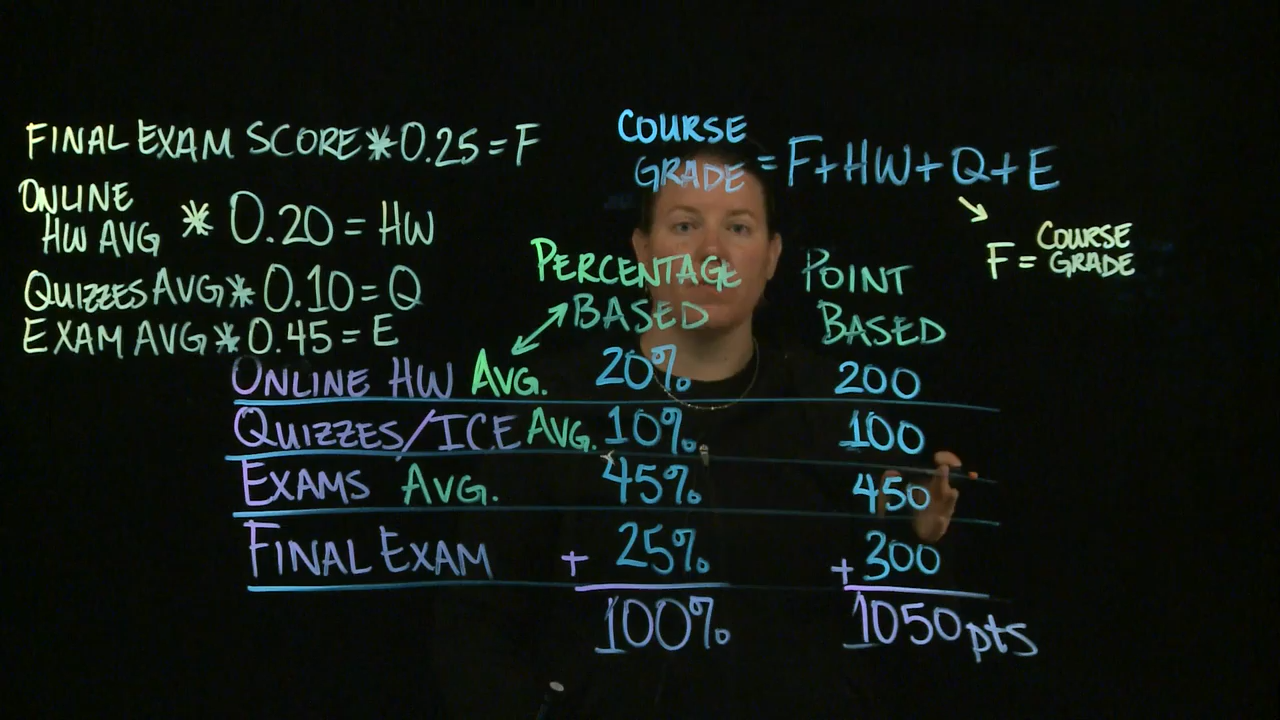 FINAL EXAM SCORE * 0.25 = F
ONLINE
HW AVG * 0.20 = HW
QUIZZES AVG * 0.10 = Q
EXAM AVG * 0.45 = E
COURSE
GRADE = F + HW + Q + E
F = COURSE
GRADE
PERCENTAGE
BASED
POINT
BASED
ONLINE HW AVG. 20% 200
QUIZZES/ICE AVG. 10% 100
EXAMS AVG. 45% 450
FINAL EXAM + 25% + 300
100% 1050 pts